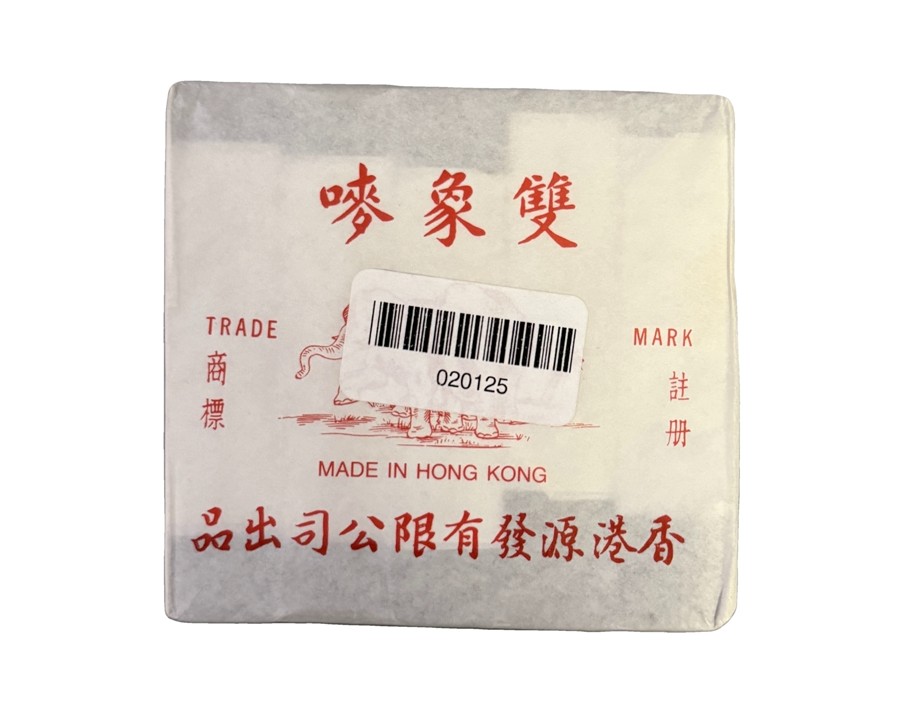 雙象嘜
TRADE MARK
註册商標
020125
MADE IN HONG KONG
香港源發有限公司出品